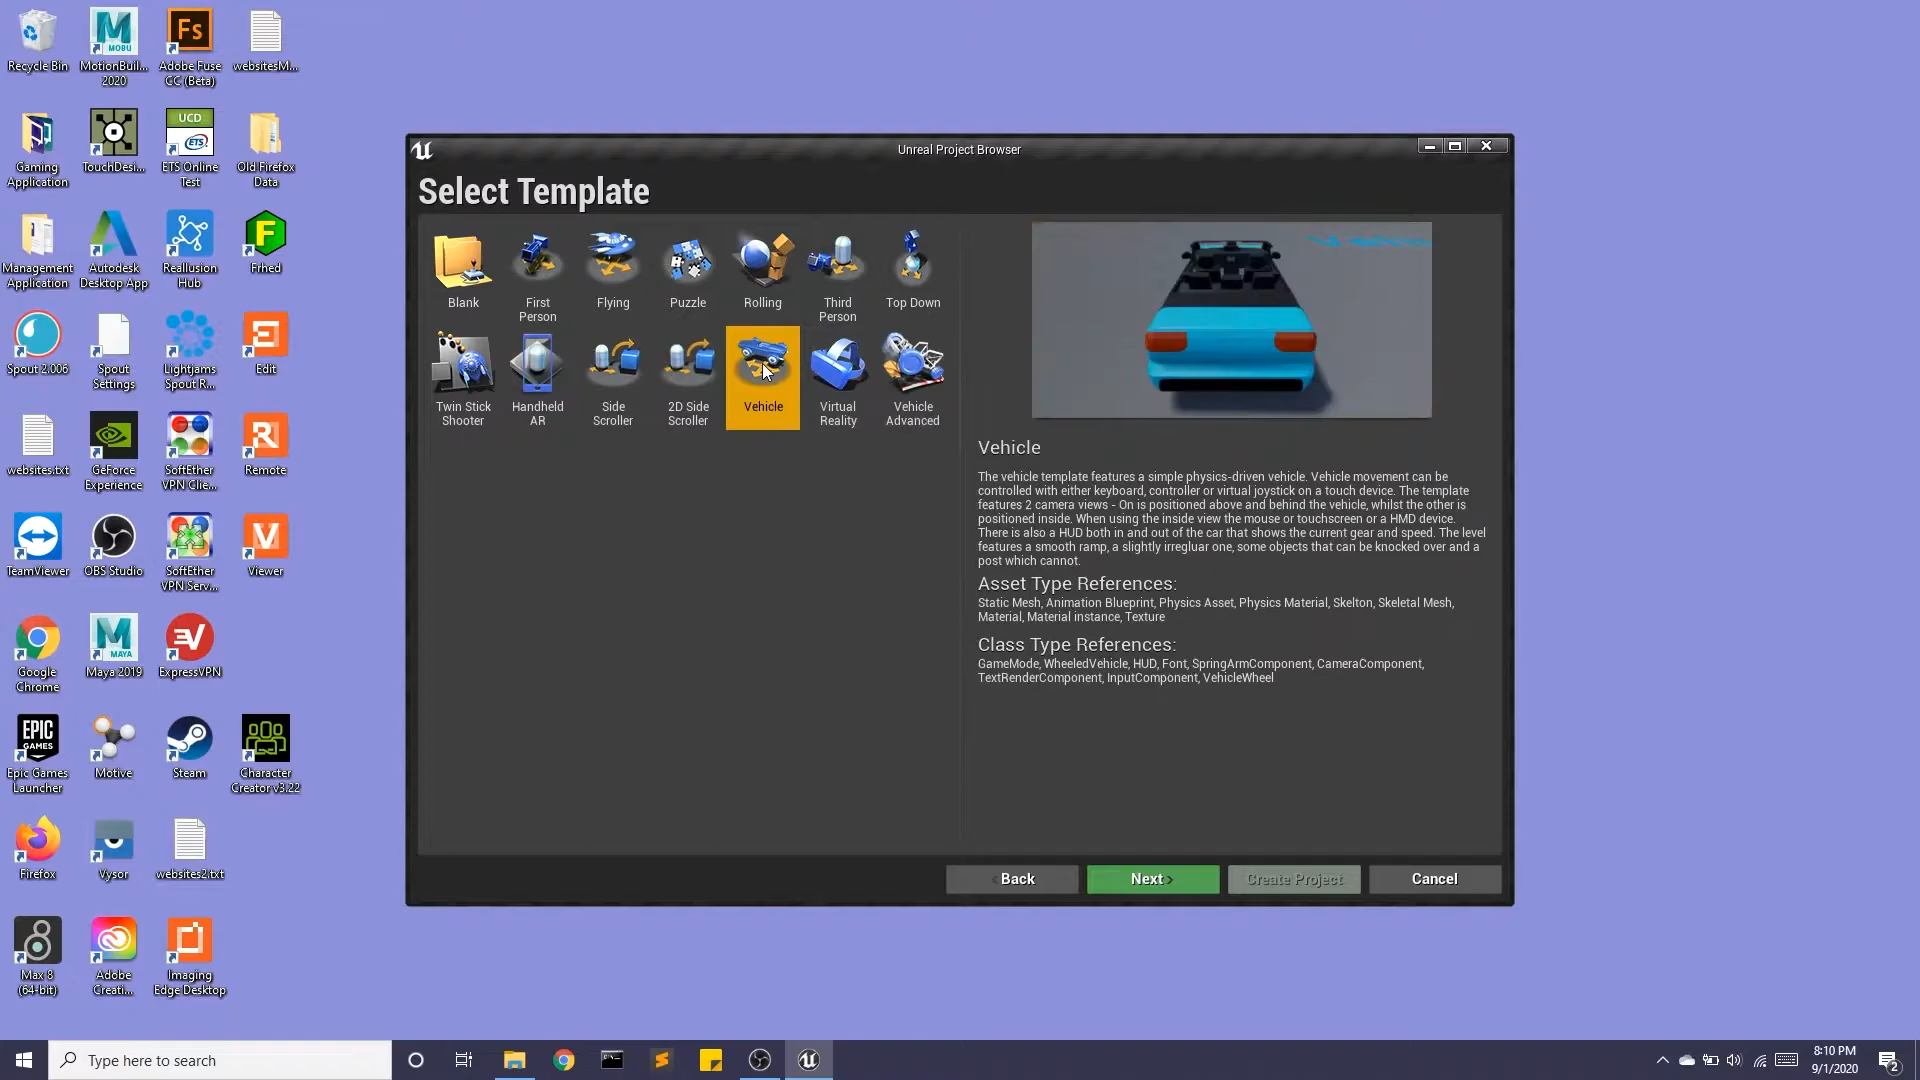 Recycle Bin
MOBU
MotionBuil...
2020
Fs
Adobe Fuse
CC (Beta)
websitesM...
Gaming
Application
TouchDesi...
UCD
ETS
ETS Online
Test
Old Firefox
Data
Management
Application
Autodesk
Desktop App
Reallusion
Hub
F
Frhed
Spout 2.006
Spout
Settings
Lightjams
Spout R...
Edit
websites.txt
GeForce
Experience
SoftEther
VPN Clie...
R
Remote
TeamViewer
OBS Studio
SoftEther
VPN Serv...
V
Viewer
Google
Chrome
MAYA
Maya 2019
EV
ExpressVPN
EPIC
GAMES
Epic Games
Launcher
Motive
Steam
Character
Creator v3.22
Firefox
Vysor
websites2.txt
Max 8
(64-bit)
Adobe
Creati...
Imaging
Edge Desktop
Unreal Project Browser
Select Template
Blank
First
Person
Flying
Puzzle
Rolling
Third
Person
Top Down
Twin Stick
Shooter
Handheld
AR
Side
Scroller
2D Side
Scroller
Vehicle
Virtual
Reality
Vehicle
Advanced
Vehicle
The vehicle template features a simple physics-driven vehicle. Vehicle movement can be
controlled with either keyboard, controller or virtual joystick on a touch device. The template
features 2 camera views - On is positioned above and behind the vehicle, whilst the other is
positioned inside. When using the inside view the mouse or touchscreen or a HMD device.
There is also a HUD both in and out of the car that shows the current gear and speed. The level
features a smooth ramp, a slightly irregluar one, some objects that can be knocked over and a
post which cannot.
Asset Type References:
Static Mesh, Animation Blueprint, Physics Asset, Physics Material, Skelton, Skeletal Mesh,
Material, Material instance, Texture
Class Type References:
GameMode, WheeledVehicle, HUD, Font, SpringArmComponent, CameraComponent,
TextRenderComponent, InputComponent, VehicleWheel
< Back
Next >
Create Project
Cancel
Type here to search
8:10 PM
9/1/2020
2